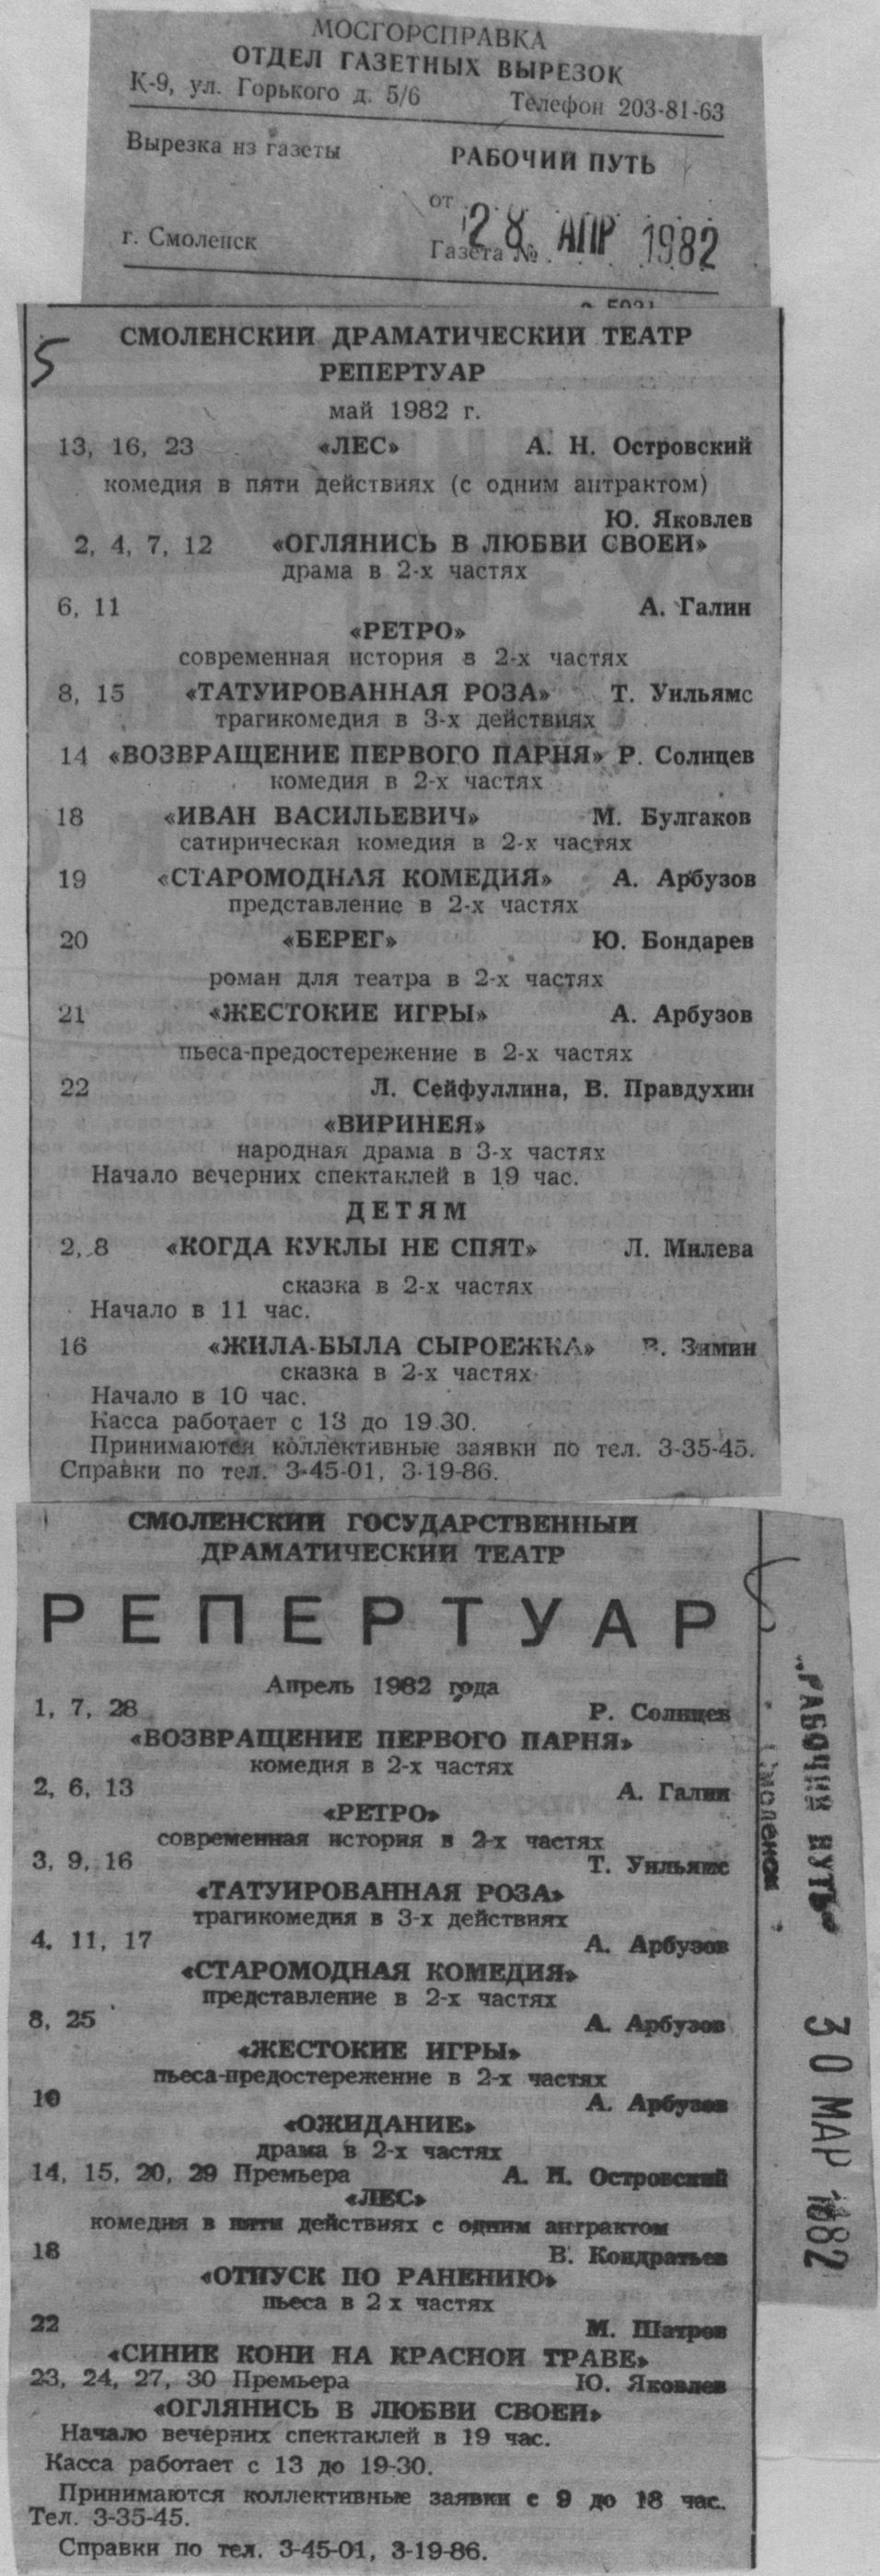 МОСГОРСПРАВКА
ОТДЕЛ ГАЗЕТНЫХ ВЫРЕЗОК
К-9, ул. Горького д. 5/6 Телефон 203-81-63
Вырезка из газеты РАБОЧИЙ ПУТЬ
от 28 АПР 1982
г. Смоленск Газета №
5
СМОЛЕНСКИЙ ДРАМАТИЧЕСКИЙ ТЕАТР
РЕПЕРТУАР
май 1982 г.
13, 16, 23 «ЛЕС» А. Н. Островский
комедия в пяти действиях (с одним антрактом)
Ю. Яковлев
2, 4, 7, 12 «ОГЛЯНИСЬ В ЛЮБВИ СВОЕЙ»
драма в 2-х частях
6, 11 А. Галин
«РЕТРО»
современная история в 2-х частях
8, 15 «ТАТУИРОВАННАЯ РОЗА» Т. Уильямс
трагикомедия в 3-х действиях
14 «ВОЗВРАЩЕНИЕ ПЕРВОГО ПАРНЯ» Р. Солнцев
комедия в 2-х частях
18 «ИВАН ВАСИЛЬЕВИЧ» М. Булгаков
сатирическая комедия в 2-х частях
19 «СТАРОМОДНАЯ КОМЕДИЯ» А. Арбузов
представление в 2-х частях
20 «БЕРЕГ» Ю. Бондарев
роман для театра в 2-х частях
21 «ЖЕСТОКИЕ ИГРЫ» А. Арбузов
пьеса-предостережение в 2-х частях
22 Л. Сейфуллина, В. Правдухин
«ВИРИНЕЯ»
народная драма в 3-х частях
Начало вечерних спектаклей в 19 час.
ДЕТЯМ
2, 8 «КОГДА КУКЛЫ НЕ СПЯТ» Л. Милева
сказка в 2-х частях
Начало в 11 час.
16 «ЖИЛА-БЫЛА СЫРОЕЖКА» В. Зимин
сказка в 2-х частях
Начало в 10 час.
Касса работает с 13 до 19.30.
Принимаются коллективные заявки по тел. 3-35-45.
Справки по тел. 3-45-01, 3-19-86.
СМОЛЕНСКИЙ ГОСУДАРСТВЕННЫЙ
ДРАМАТИЧЕСКИЙ ТЕАТР
РЕПЕРТУАР
Апрель 1982 года
1, 7, 28 Р. Солнцев
«ВОЗВРАЩЕНИЕ ПЕРВОГО ПАРНЯ»
комедия в 2-х частях
2, 6, 13 А. Галин
«РЕТРО»
современная история в 2-х частях
3, 9, 16 Т. Уильямс
«ТАТУИРОВАННАЯ РОЗА»
трагикомедия в 3-х действиях
4, 11, 17 А. Арбузов
«СТАРОМОДНАЯ КОМЕДИЯ»
представление в 2-х частях
8, 25 А. Арбузов
«ЖЕСТОКИЕ ИГРЫ»
пьеса-предостережение в 2-х частях
10 А. Арбузов
«ОЖИДАНИЕ»
драма в 2-х частях
14, 15, 20, 29 Премьера А. Н. Островский
«ЛЕС»
комедия в пяти действиях с одним антрактом
18 В. Кондратьев
«ОТПУСК ПО РАНЕНИЮ»
пьеса в 2 х частях
22 М. Шатров
«СИНИЕ КОНИ НА КРАСНОЙ ТРАВЕ»
23, 24, 27, 30 Премьера Ю. Яковлев
«ОГЛЯНИСЬ В ЛЮБВИ СВОЕЙ»
Начало вечерних спектаклей в 19 час.
Касса работает с 13 до 19-30.
Принимаются коллективные заявки с 9 до 18 час.
Тел. 3-35-45.
Справки по тел. 3-45-01, 3-19-86.
„РАБОЧИЙ ПУТЬ"
Смоленск
30 МАР 1982